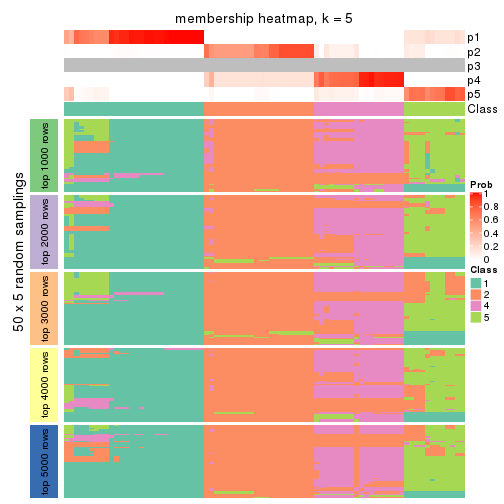 membership heatmap, k = 5
p1
p2
p3
p4
p5
Class
50 x 5 random samplings
top 1000 rows
top 2000 rows
top 3000 rows
top 4000 rows
top 5000 rows
Prob
1
0.8
0.6
0.4
0.2
0
Class
1
2
4
5